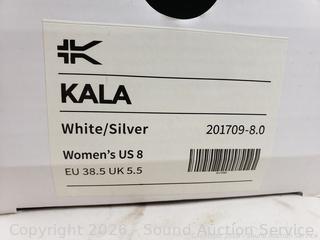 KALA
White/Silver 201709-8.0
Women's US 8
EU 38.5 UK 5.5
Copyright 2026 - Sound Auction Service